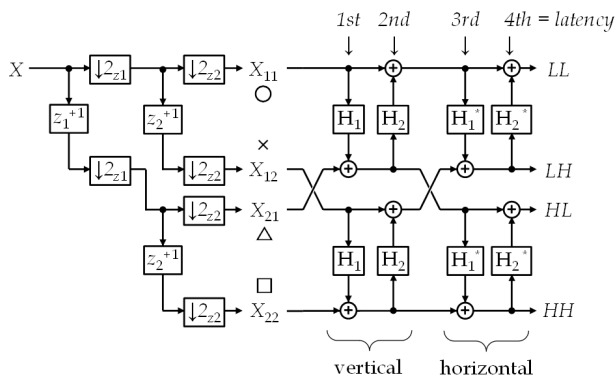 1st 2nd 3rd 4th = latency
X ↓2z1 ↓2z2 X11 LL
z1+1 z2+1 H1 H2 H1* H2*
↓2z1 ↓2z2 X12 LH
↓2z2 X21 HL
z2+1 H1 H2 H1* H2*
↓2z2 X22 HH
vertical horizontal